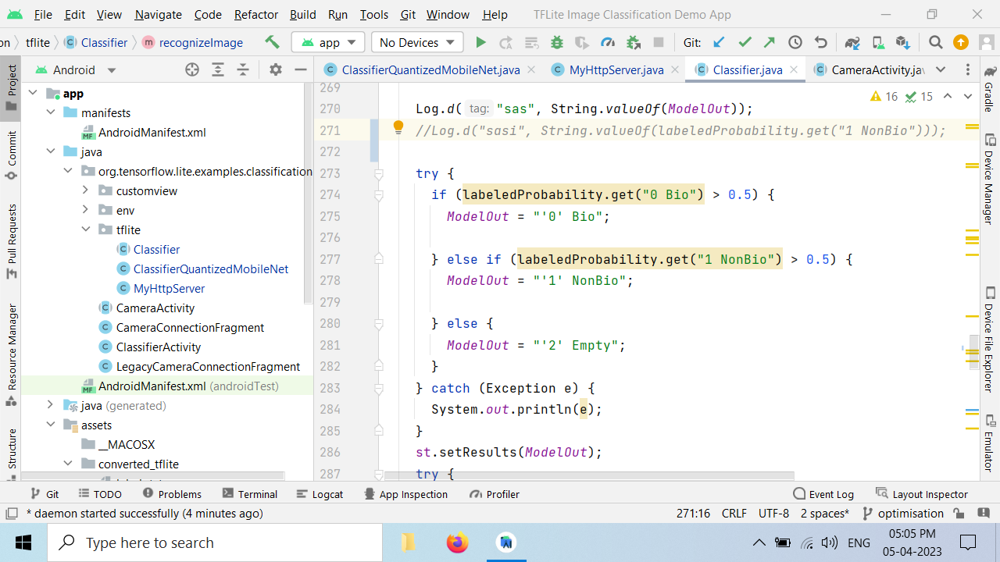 File Edit View Navigate Code Refactor Build Run Tools Git Window Help TFLite Image Classification Demo App
on tflite Classifier recognizeImage app No Devices Git:
Android
ClassifierQuantizedMobileNet.java MyHttpServer.java Classifier.java CameraActivity.ja
Project
Commit
Pull Requests
Resource Manager
Structure
app
manifests
AndroidManifest.xml
java
org.tensorflow.lite.examples.classification
customview
env
tflite
Classifier
ClassifierQuantizedMobileNet
MyHttpServer
CameraActivity
CameraConnectionFragment
ClassifierActivity
LegacyCameraConnectionFragment
AndroidManifest.xml (androidTest)
java (generated)
assets
__MACOSX
converted_tflite
16 15
269
270 Log.d( tag: "sas", String.valueOf(ModelOut));
271 //Log.d("sasi", String.valueOf(labeledProbability.get("1 NonBio")));
272
273 try {
274 if (labeledProbability.get("0 Bio") > 0.5) {
275 ModelOut = "'0' Bio";
276
277 } else if (labeledProbability.get("1 NonBio") > 0.5) {
278 ModelOut = "'1' NonBio";
279
280 } else {
281 ModelOut = "'2' Empty";
282 }
283 } catch (Exception e) {
284 System.out.println(e);
285 }
286 st.setResults(ModelOut);
287 try {
Gradle
Device Manager
Device File Explorer
Emulator
Git TODO Problems Terminal Logcat App Inspection Profiler Event Log Layout Inspector
* daemon started successfully (4 minutes ago) 271:16 CRLF UTF-8 2 spaces* optimisation
Type here to search ENG 05:05 PM
05-04-2023